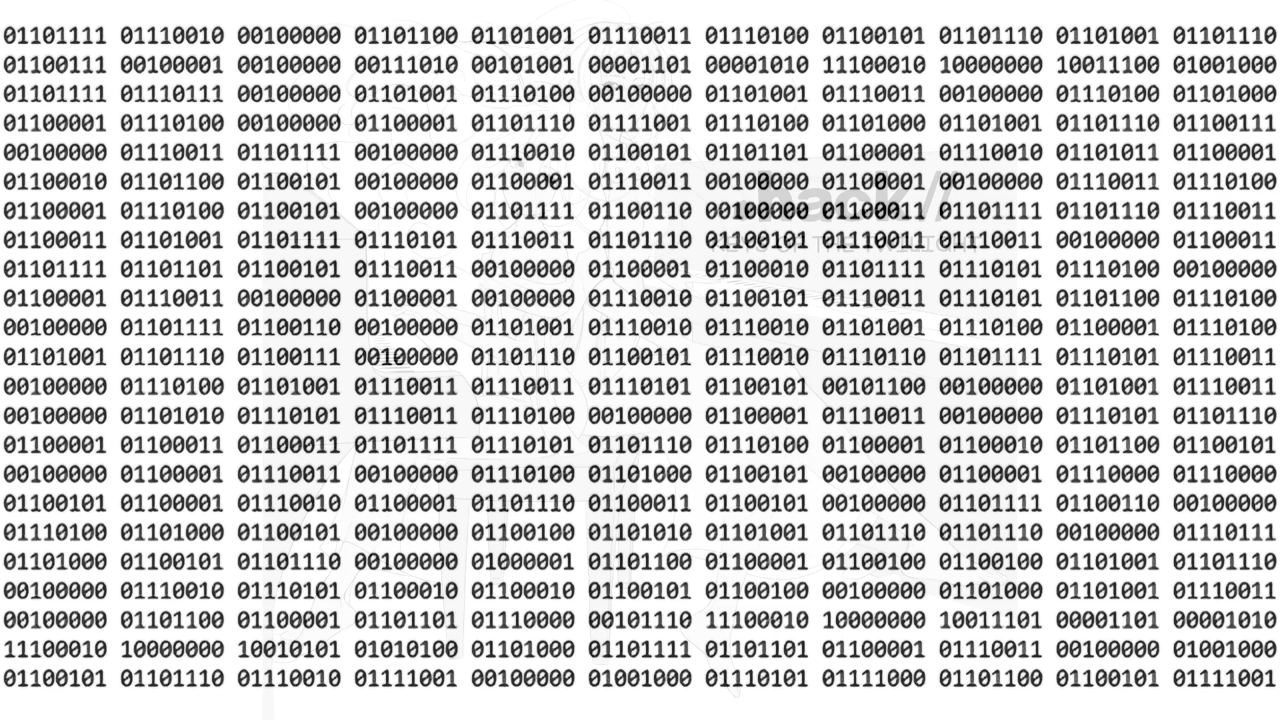 01101111 01110010 00100000 01101100 01101001 01110011 01110100 01100101 01101110 01101001 01101110
01100111 00100001 00100000 00111010 00101001 00001101 00001010 11100010 10000000 10011100 01001000
01101111 01110111 00100000 01101001 01110100 00100000 01101001 01110011 00100000 01110100 01101000
01100001 01110100 00100000 01100001 01101110 01111001 01110100 01101000 01101001 01101110 01100111
00100000 01110011 01101111 00100000 01110010 01100101 01101101 01100001 01110010 01101011 01100001
01100010 01101100 01100101 00100000 01100001 01110011 00100000 01100001 00100000 01110011 01110100
01100001 01110100 01100101 00100000 01101111 01100110 00100000 01100011 01101111 01101110 01110011
01100011 01101001 01101111 01110101 01110011 01101110 01100101 01110011 01110011 00100000 01100011
01101111 01101101 01100101 01110011 00100000 01100001 01100010 01101111 01110101 01110100 00100000
01100001 01110011 00100000 01100001 00100000 01110010 01100101 01110011 01110101 01101100 01110100
00100000 01101111 01100110 00100000 01101001 01110010 01110010 01101001 01110100 01100001 01110100
01101001 01101110 01100111 00100000 01101110 01100101 01110010 01110110 01101111 01110101 01110011
00100000 01110100 01101001 01110011 01110011 01110101 01100101 00101100 00100000 01101001 01110011
00100000 01101010 01110101 01110011 01110100 00100000 01100001 01110011 00100000 01110101 01101110
01100001 01100011 01100011 01101111 01110101 01101110 01110100 01100001 01100010 01101100 01100101
00100000 01100001 01110011 00100000 01110100 01101000 01100101 00100000 01100001 01110000 01110000
01100101 01100001 01110010 01100001 01101110 01100011 01100101 00100000 01101111 01100110 00100000
01110100 01101000 01100101 00100000 01100100 01101010 01101001 01101110 01101110 00100000 01110111
01101000 01100101 01101110 00100000 01000001 01101100 01100001 01100100 01100100 01101001 01101110
00100000 01110010 01110101 01100010 01100010 01100101 01100100 00100000 01101000 01101001 01110011
00100000 01101100 01100001 01101101 01110000 00101110 11100010 10000000 10011101 00001101 00001010
11100010 10000000 10010101 01010100 01101000 01101111 01101101 01100001 01110011 00100000 01001000
01100101 01101110 01110010 01111001 00100000 01001000 01110101 01111000 01101100 01100101 01111001
.hack//
KEYS OF THE TWILIGHT